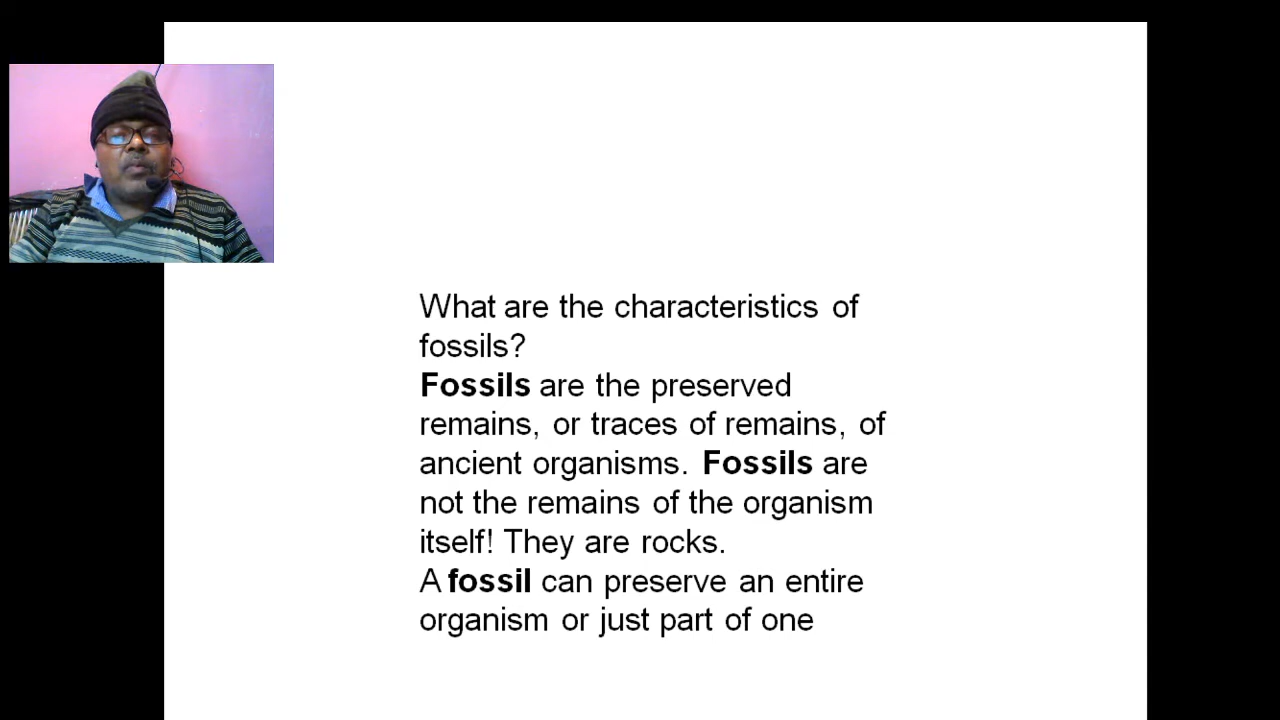 What are the characteristics of
fossils?
Fossils are the preserved
remains, or traces of remains, of
ancient organisms. Fossils are
not the remains of the organism
itself! They are rocks.
A fossil can preserve an entire
organism or just part of one